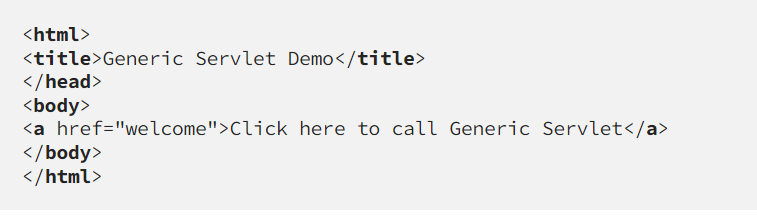 <html>
<title>Generic Servlet Demo</title>
</head>
<body>
<a href="welcome">Click here to call Generic Servlet</a>
</body>
</html>